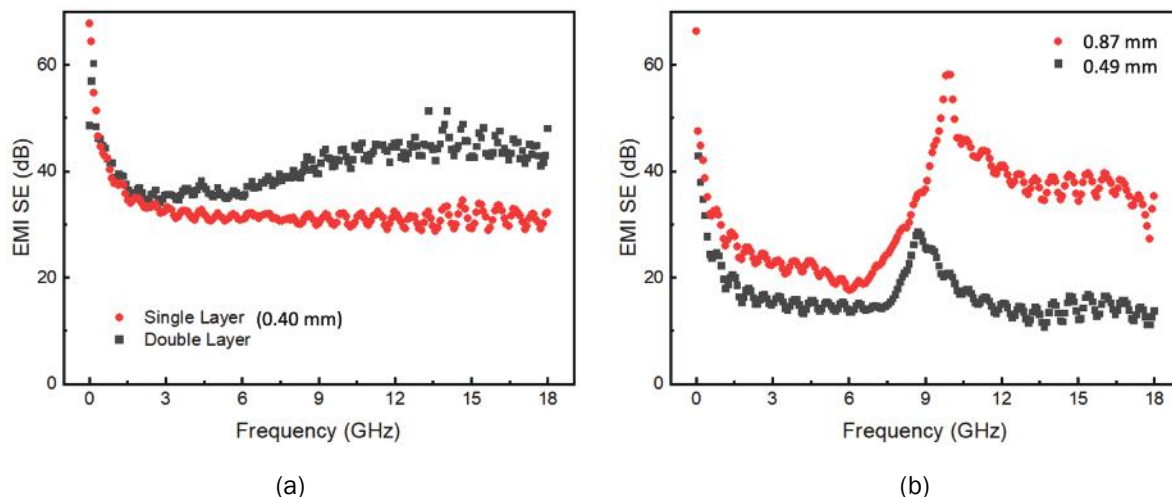 60
40
20
0
EMI SE (dB)
Single Layer (0.40 mm)
Double Layer
0 3 6 9 12 15 18
Frequency (GHz)
(a)
60
40
20
0
EMI SE (dB)
0.87 mm
0.49 mm
0 3 6 9 12 15 18
Frequency (GHz)
(b)